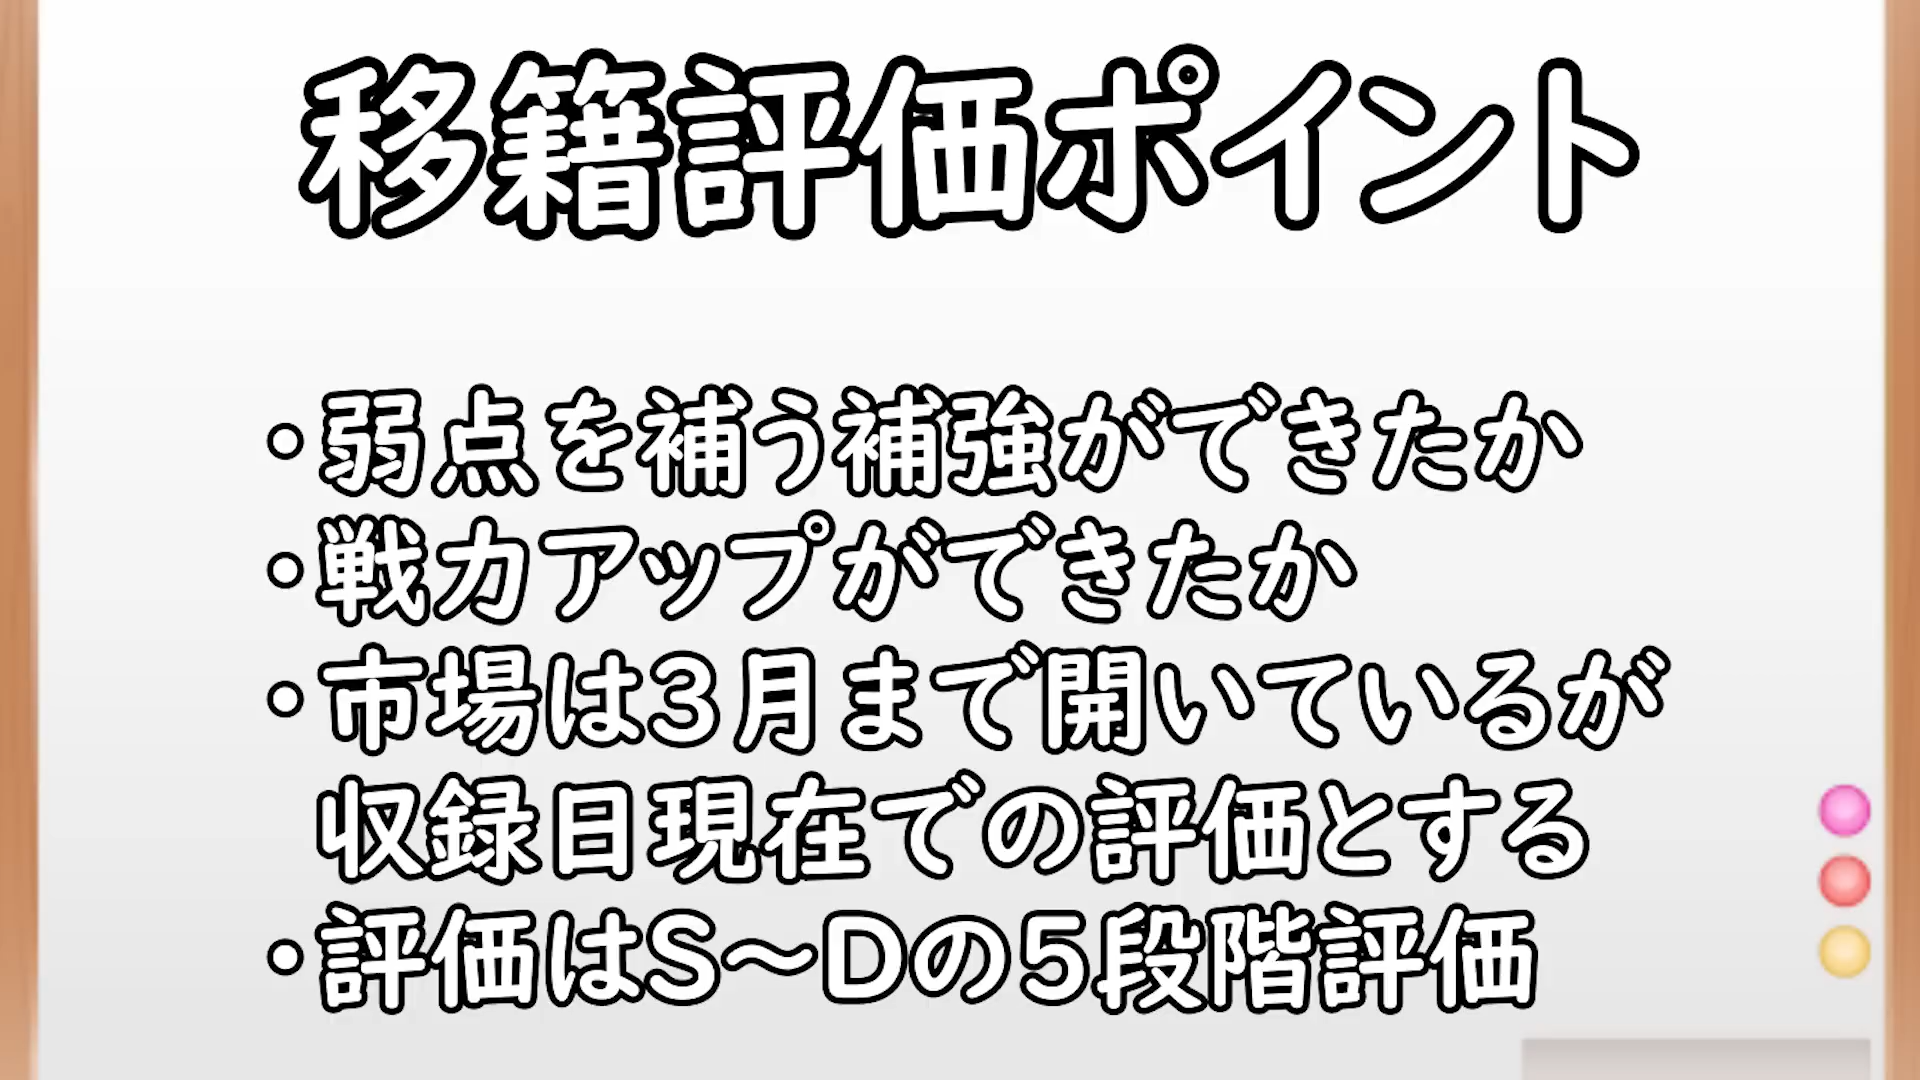 移籍評価ポイント
・弱点を補う補強ができたか
・戦力アップができたか
・市場は3月まで開いているが
収録日現在での評価とする
・評価はS〜Dの5段階評価